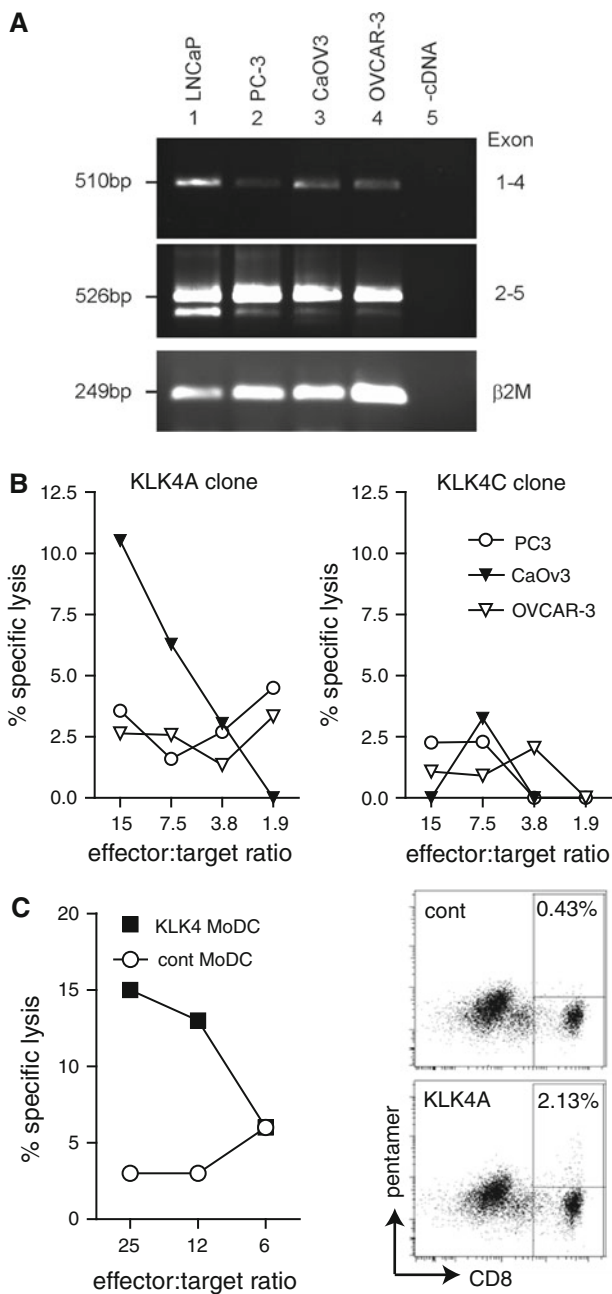 A
LNCaP
PC-3
CaOV3
OVCAR-3
-cDNA
1 2 3 4 5
Exon
510bp
1-4
526bp
2-5
249bp
β2M
B
KLK4A clone
12.5
10.0
7.5
5.0
2.5
0.0
% specific lysis
15 7.5 3.8 1.9
effector:target ratio
KLK4C clone
PC3
CaOv3
OVCAR-3
12.5
10.0
7.5
5.0
2.5
0.0
% specific lysis
15 7.5 3.8 1.9
effector:target ratio
C
KLK4 MoDC
cont MoDC
20
15
10
5
0
% specific lysis
25 12 6
effector:target ratio
cont
0.43%
KLK4A
2.13%
pentamer
CD8